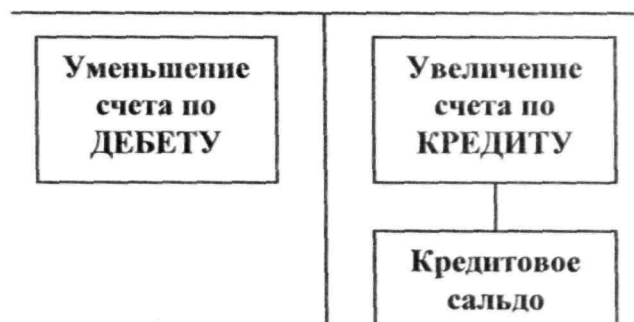 Уменьшение
счета по
ДЕБЕТУ
Увеличение
счета по
КРЕДИТУ
Кредитовое
сальдо